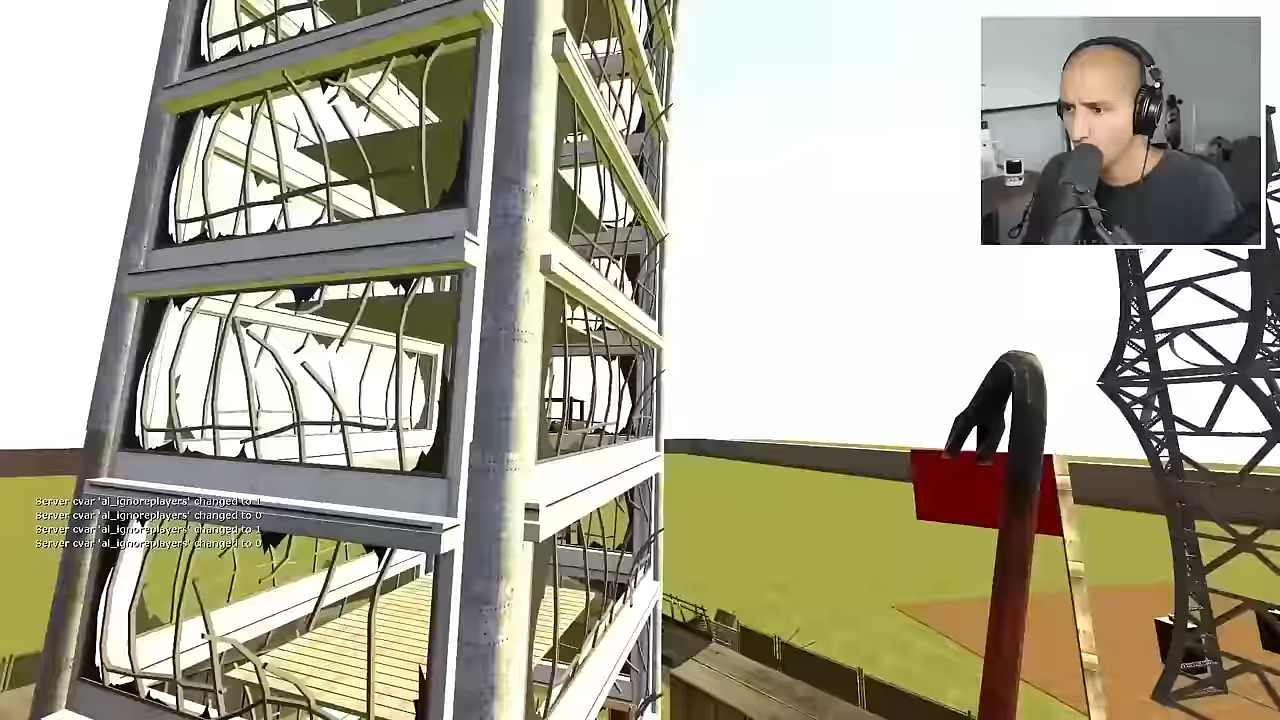 Server cvar 'ai_ignoreplayers' changed to 1
Server cvar 'ai_ignoreplayers' changed to 0
Server cvar 'ai_ignoreplayers' changed to 1
Server cvar 'ai_ignoreplayers' changed to 0